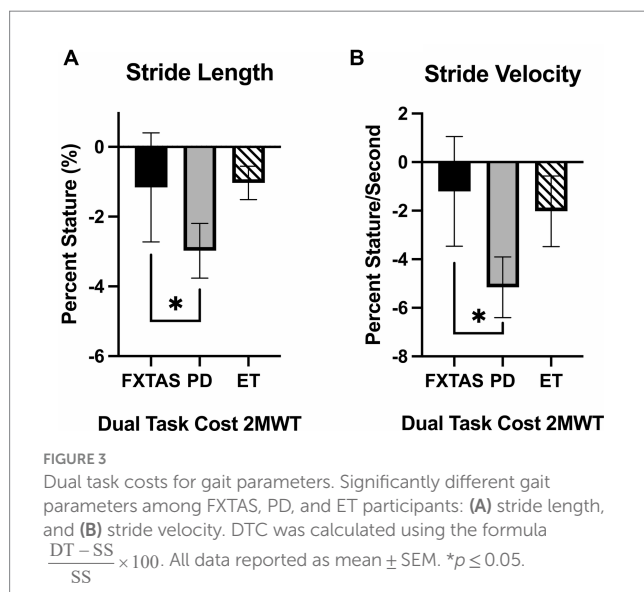 A
Stride Length
Percent Stature (%)
0
-2
-4
-6
*
FXTAS PD ET
Dual Task Cost 2MWT
B
Stride Velocity
Percent Stature/Second
2
0
-2
-4
-6
-8
*
FXTAS PD ET
Dual Task Cost 2MWT
FIGURE 3
Dual task costs for gait parameters. Significantly different gait
parameters among FXTAS, PD, and ET participants: (A) stride length,
and (B) stride velocity. DTC was calculated using the formula
DT – SS
SS
× 100. All data reported as mean ± SEM. *p ≤ 0.05.